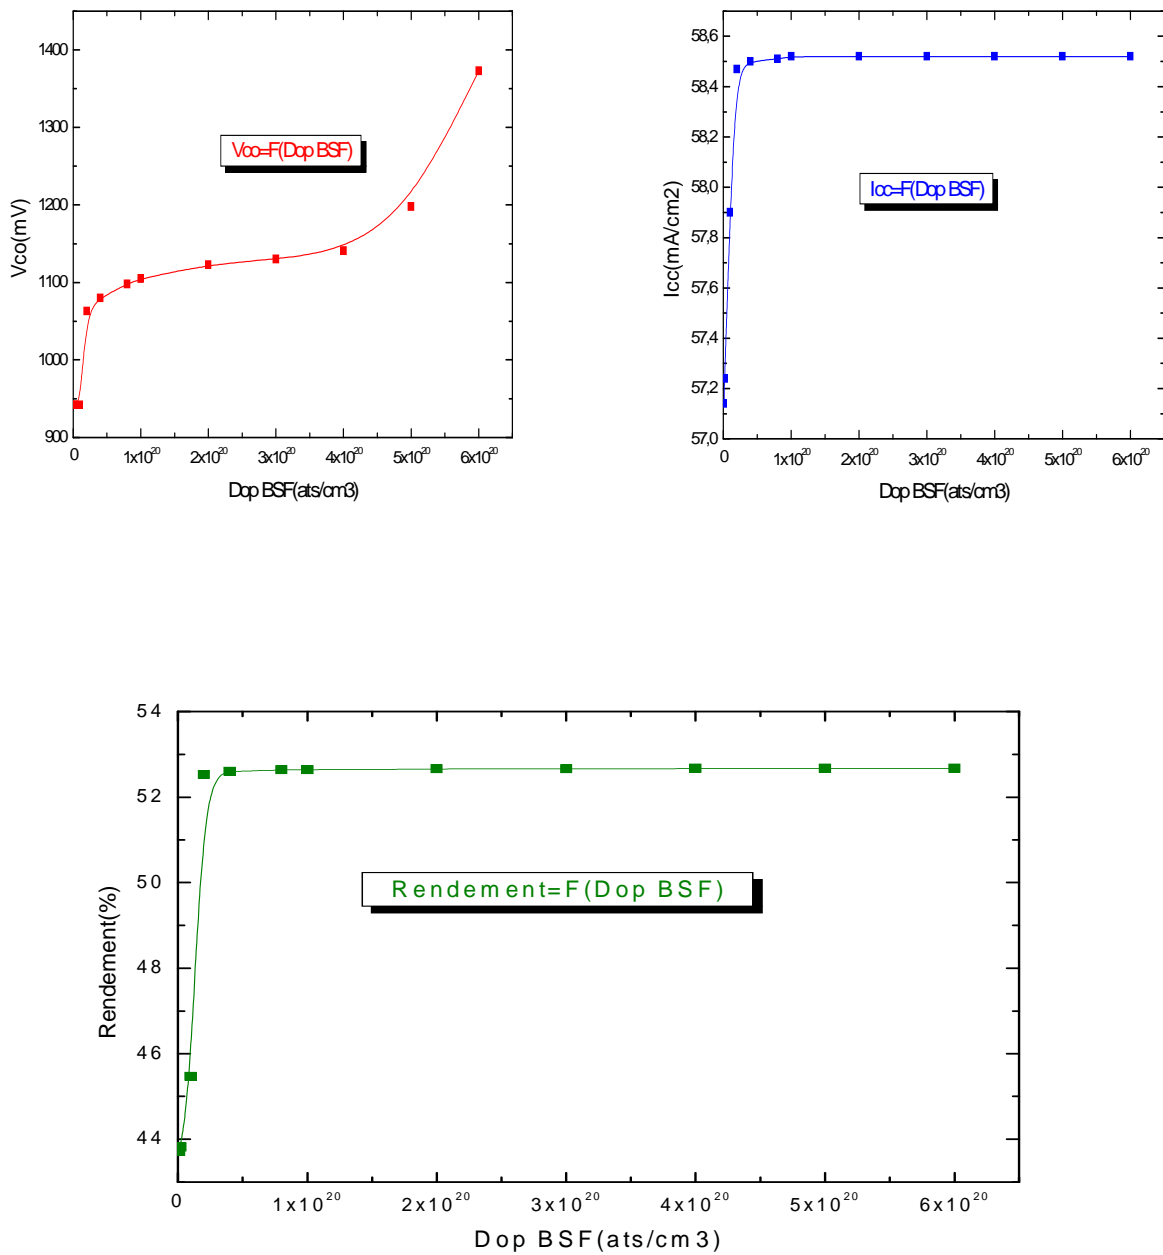 1400
1300
1200
1100
1000
900
Vco(mV)
Vco=F(Dop BSF)
0 1x10²⁰ 2x10²⁰ 3x10²⁰ 4x10²⁰ 5x10²⁰ 6x10²⁰
Dop BSF(ats/cm3)
58,6
58,4
58,2
58,0
57,8
57,6
57,4
57,2
57,0
Icc(mA/cm2)
Icc=F(Dop BSF)
0 1x10²⁰ 2x10²⁰ 3x10²⁰ 4x10²⁰ 5x10²⁰ 6x10²⁰
Dop BSF(ats/cm3)
54
52
50
48
46
44
Rendement(%)
Rendement=F(Dop BSF)
0 1x10²⁰ 2x10²⁰ 3x10²⁰ 4x10²⁰ 5x10²⁰ 6x10²⁰
Dop BSF(ats/cm3)